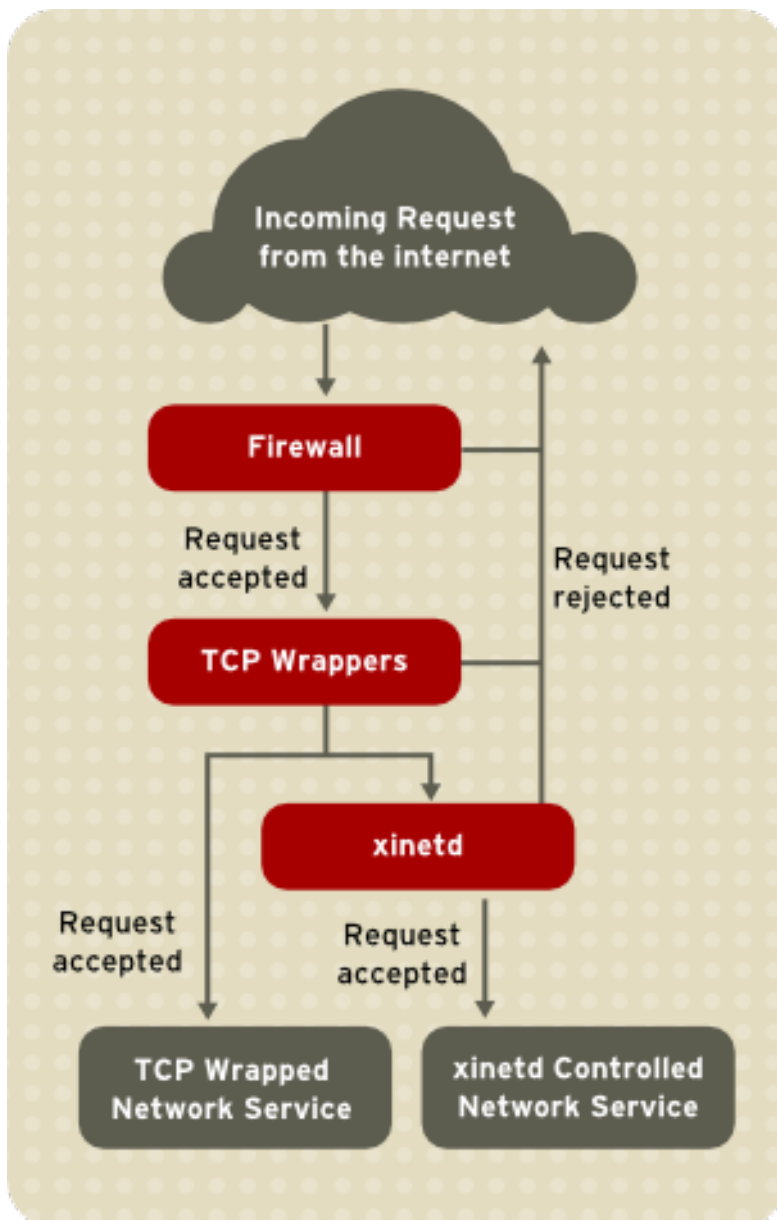 Incoming Request
from the internet
Firewall
Request
accepted
Request
rejected
TCP Wrappers
xinetd
Request
accepted
Request
accepted
TCP Wrapped
Network Service
xinetd Controlled
Network Service